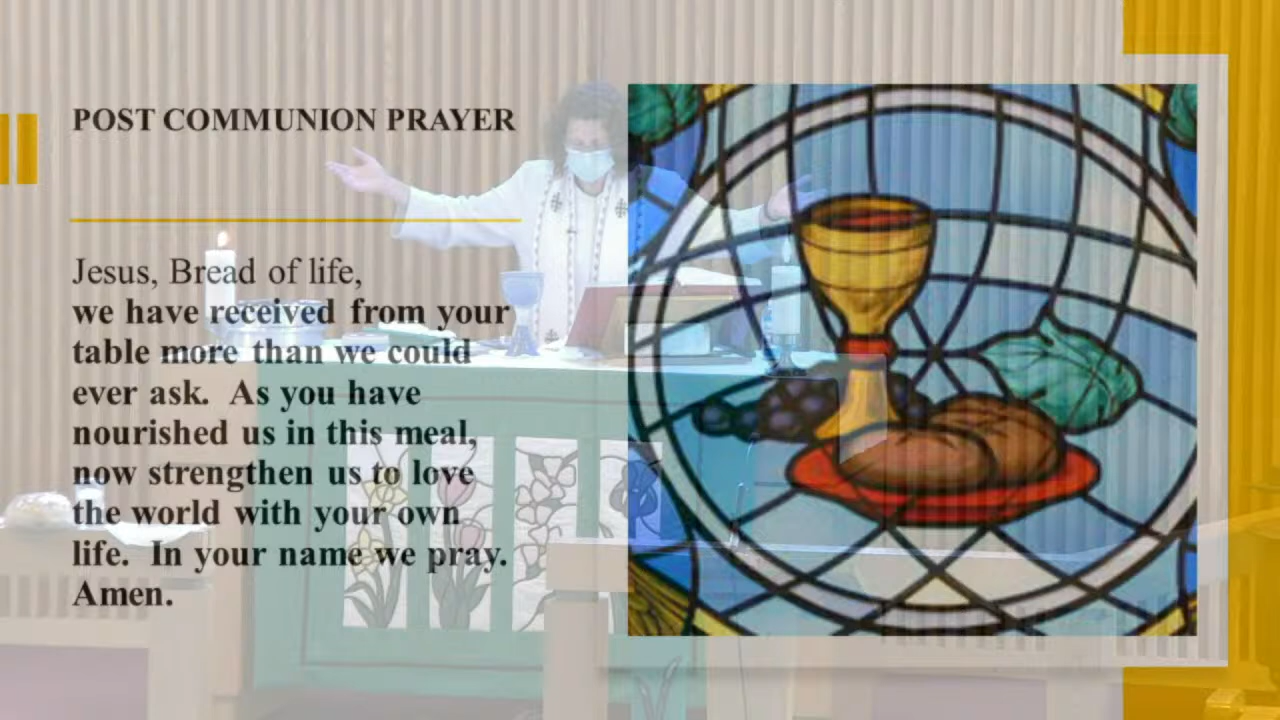 POST COMMUNION PRAYER
Jesus, Bread of life,
we have received from your
table more than we could
ever ask. As you have
nourished us in this meal,
now strengthen us to love
the world with your own
life. In your name we pray.
Amen.